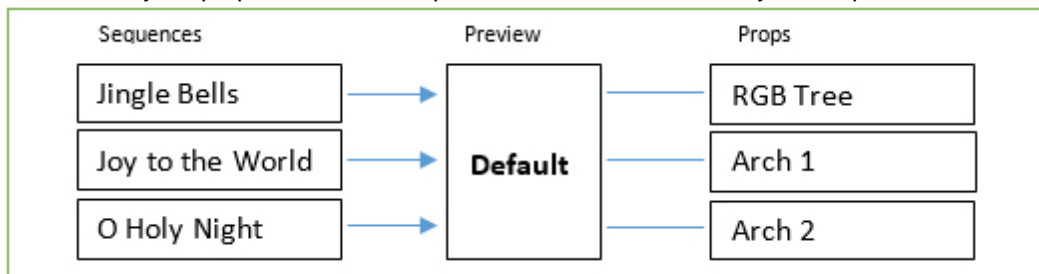 Sequences Preview Props
Jingle Bells RGB Tree
Joy to the World Default Arch 1
O Holy Night Arch 2